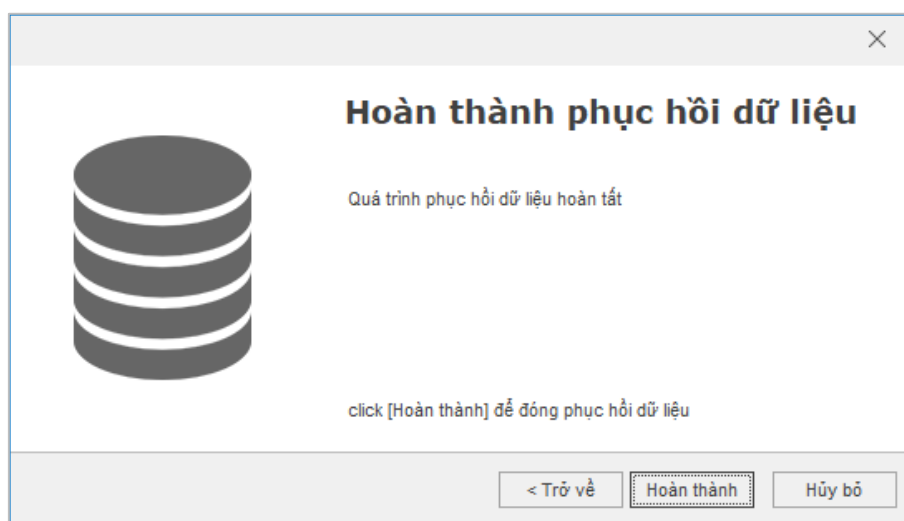 Hoàn thành phục hồi dữ liệu
Quá trình phục hồi dữ liệu hoàn tất
click [Hoàn thành] để đóng phục hồi dữ liệu
< Trở về Hoàn thành Hủy bỏ